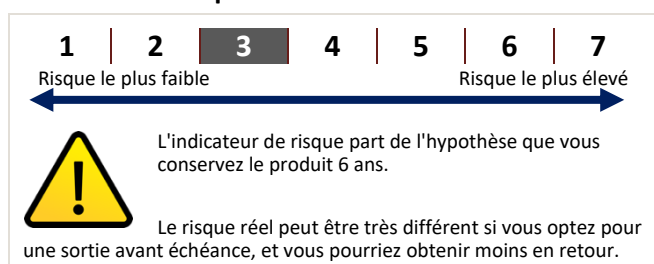 1 2 3 4 5 6 7
Risque le plus faible Risque le plus élevé
L'indicateur de risque part de l'hypothèse que vous
conservez le produit 6 ans.
Le risque réel peut être très différent si vous optez pour
une sortie avant échéance, et vous pourriez obtenir moins en retour.